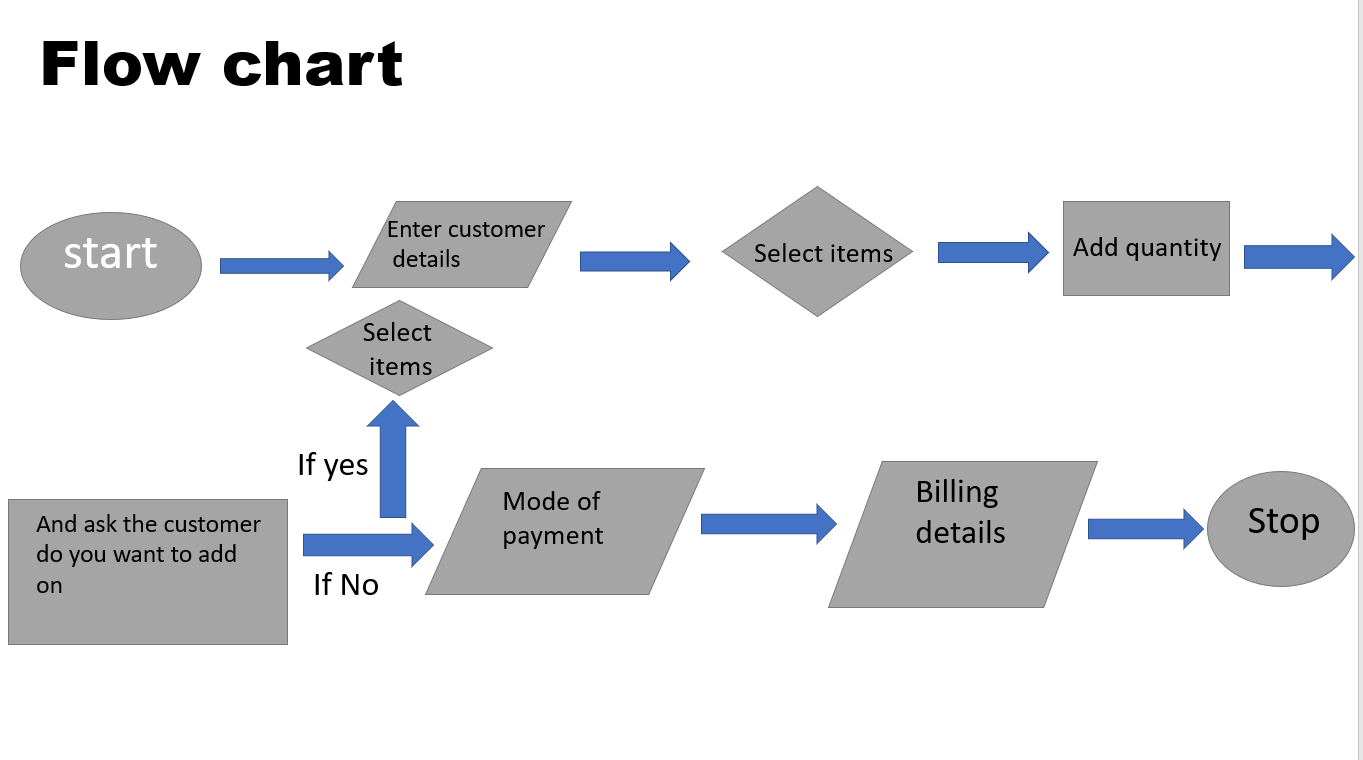 Flow chart
start
Enter customer
details
Select items
Add quantity
Select
items
If yes
And ask the customer
do you want to add
on
If No
Mode of
payment
Billing
details
Stop